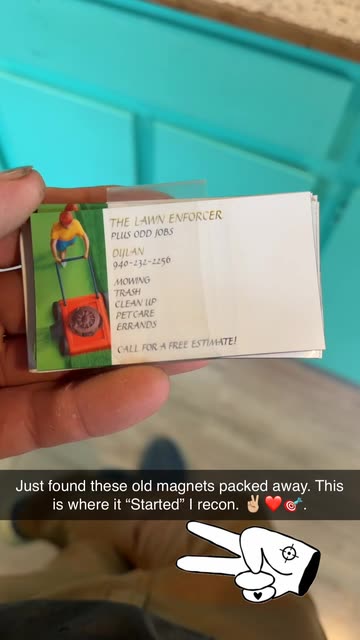 THE LAWN ENFORCER
PLUS ODD JOBS
DYLAN
940-232-2256
MOWING
TRASH
CLEAN UP
PET CARE
ERRANDS
CALL FOR A FREE ESTIMATE!
Just found these old magnets packed away. This
is where it “Started” I recon. ✌🏼❤️🎯.